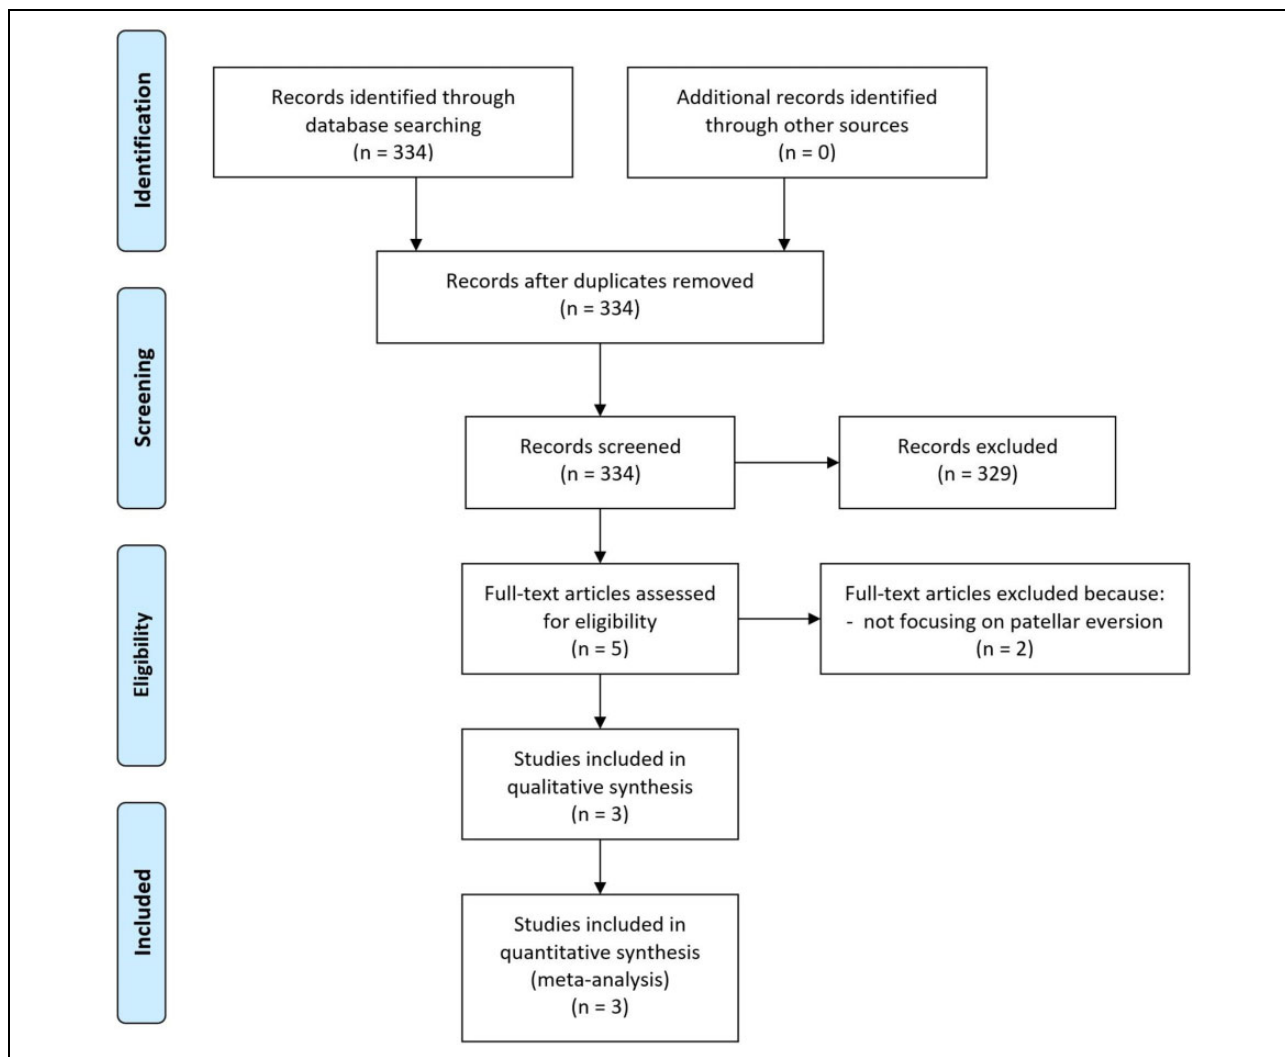 Identification
Records identified through
database searching
(n = 334)
Additional records identified
through other sources
(n = 0)
Records after duplicates removed
(n = 334)
Screening
Records screened
(n = 334)
Records excluded
(n = 329)
Eligibility
Full-text articles assessed
for eligibility
(n = 5)
Full-text articles excluded because:
- not focusing on patellar eversion
(n = 2)
Studies included in
qualitative synthesis
(n = 3)
Included
Studies included in
quantitative synthesis
(meta-analysis)
(n = 3)